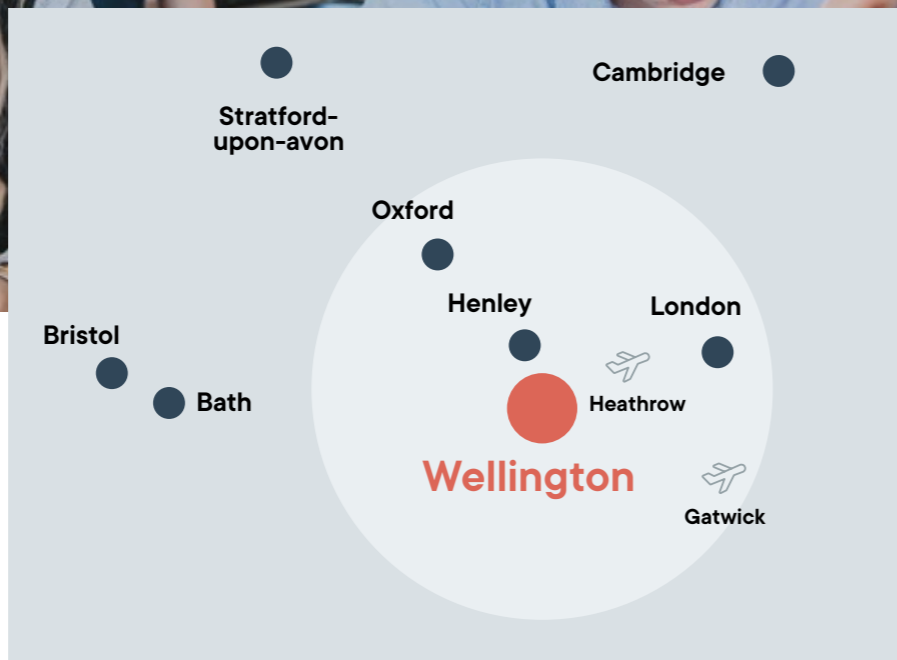 Cambridge
Stratford-
upon-avon
Oxford
Henley
London
Bristol
Bath
Heathrow
Wellington
Gatwick